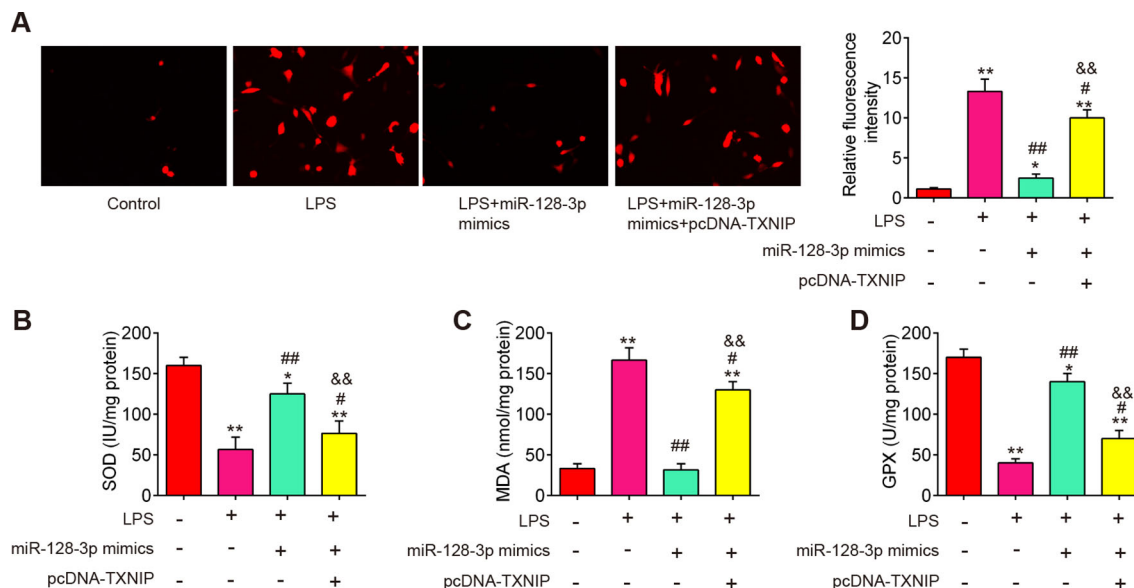 A
Control
LPS
LPS+miR-128-3p
mimics
LPS+miR-128-3p
mimics+pcDNA-TXNIP
Relative fluorescence
intensity
20
15
10
5
0
**
##
*
&&
#
**
LPS - + + +
miR-128-3p mimics - - + +
pcDNA-TXNIP - - - +
B
SOD (IU/mg protein)
200
150
100
50
0
**
##
*
&&
#
**
LPS - + + +
miR-128-3p mimics - - + +
pcDNA-TXNIP - - - +
C
MDA (nmol/mg protein)
200
150
100
50
0
**
##
&&
#
**
LPS - + + +
miR-128-3p mimics - - + +
pcDNA-TXNIP - - - +
D
GPX (U/mg protein)
200
150
100
50
0
**
##
*
&&
#
**
LPS - + + +
miR-128-3p mimics - - + +
pcDNA-TXNIP - - - +